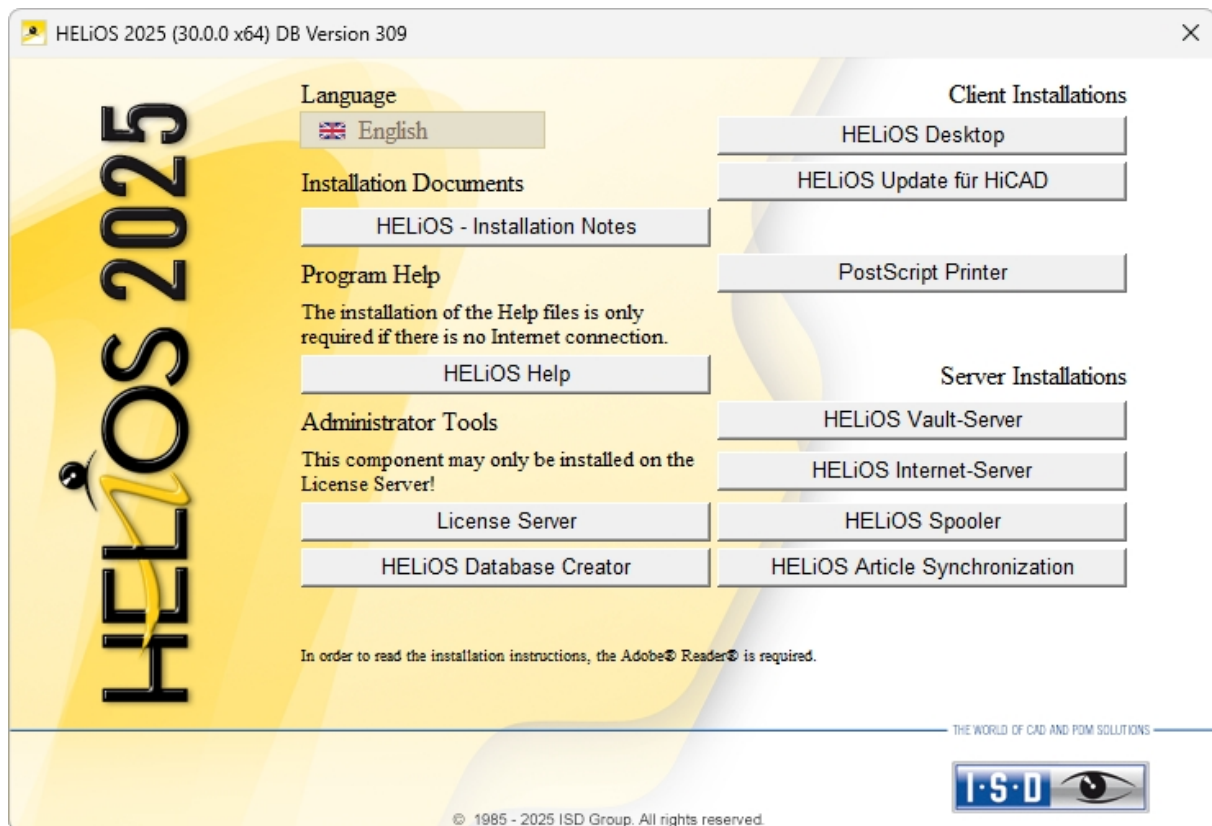 HELiOS 2025 (30.0.0 x64) DB Version 309
HELiOS 2025
Language
English
Installation Documents
HELiOS - Installation Notes
Program Help
The installation of the Help files is only
required if there is no Internet connection.
HELiOS Help
Administrator Tools
This component may only be installed on the
License Server!
License Server
HELiOS Database Creator
Client Installations
HELiOS Desktop
HELiOS Update für HiCAD
PostScript Printer
Server Installations
HELiOS Vault-Server
HELiOS Internet-Server
HELiOS Spooler
HELiOS Article Synchronization
In order to read the installation instructions, the Adobe® Reader® is required.
THE WORLD OF CAD AND PDM SOLUTIONS
I·S·D
© 1985 - 2025 ISD Group. All rights reserved.